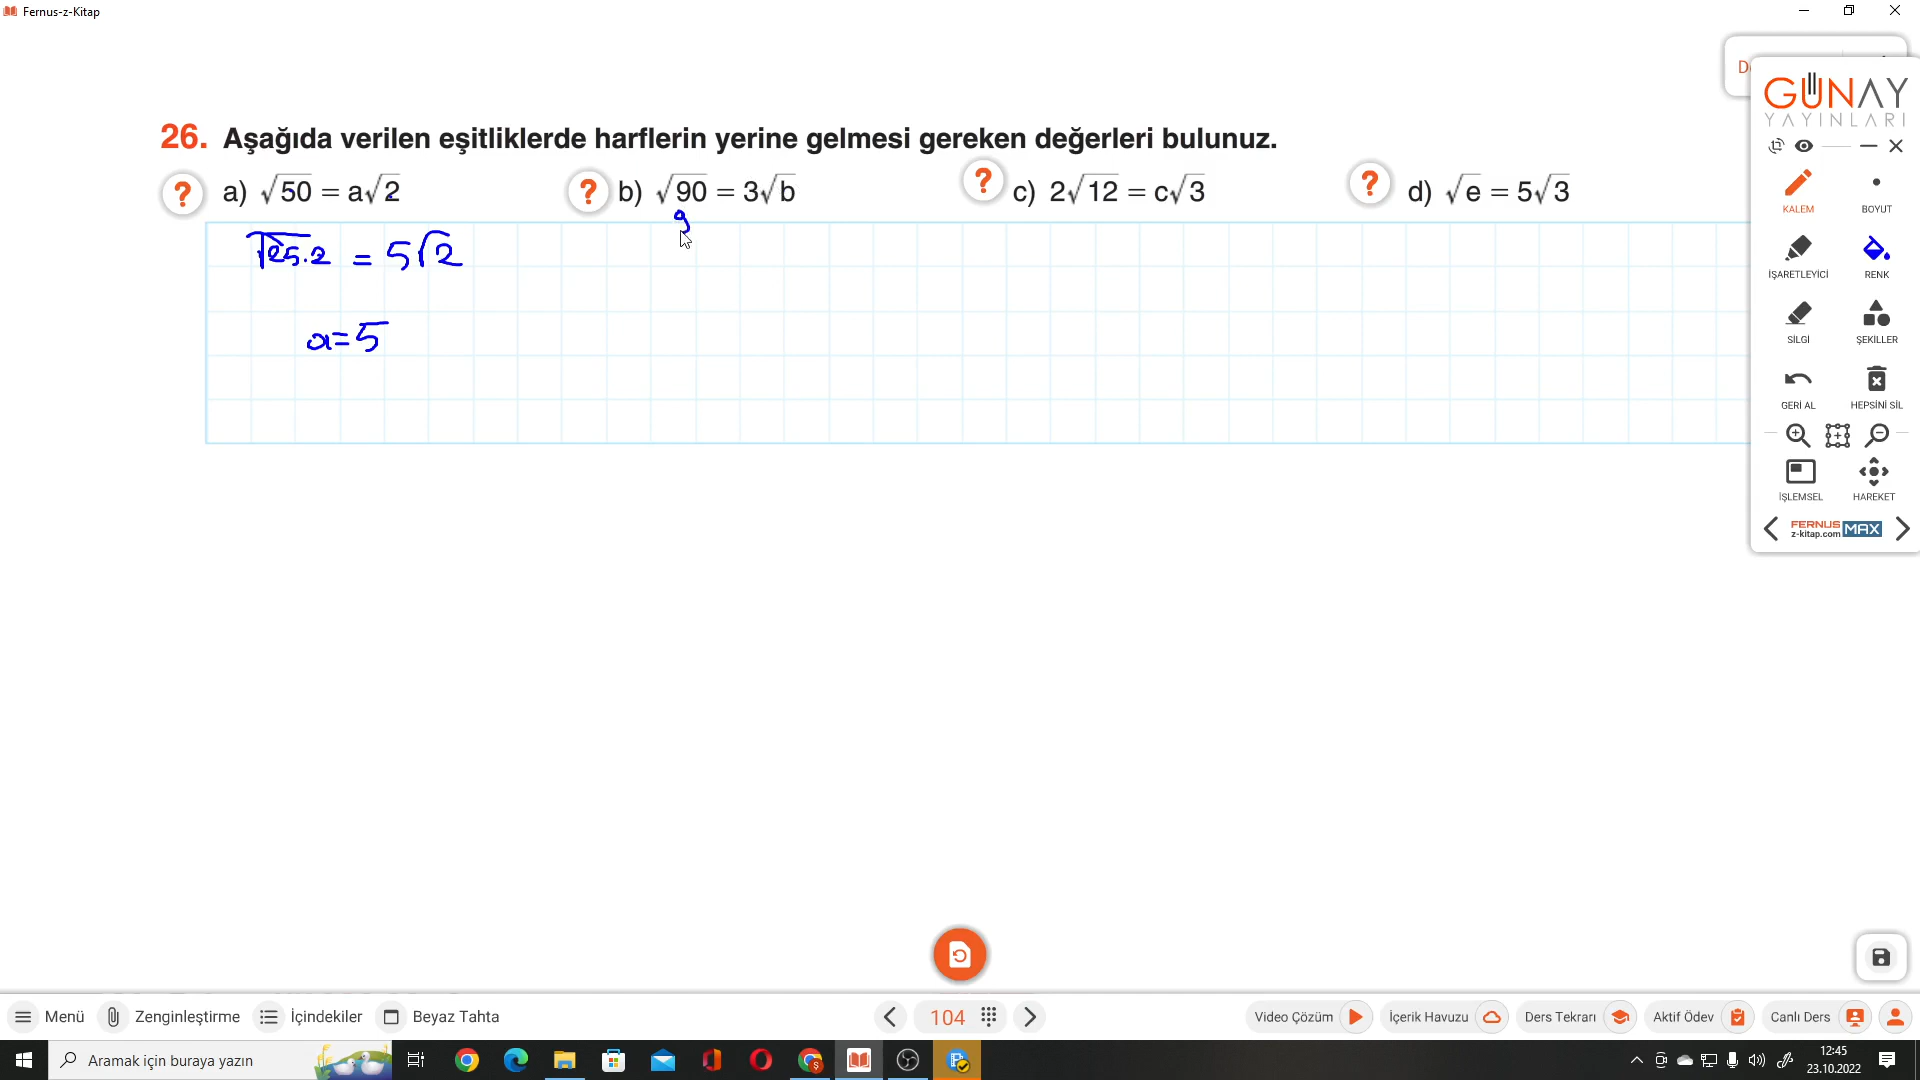 Fernus-z-Kitap
GÜNAY
YAYINLARI
26. Aşağıda verilen eşitliklerde harflerin yerine gelmesi gereken değerleri bulunuz.
? a) √50 = a√2 ? b) √90 = 3√b ? c) 2√12 = c√3 ? d) √e = 5√3
9
√25.2 = 5√2
a=5
KALEM BOYUT
İŞARETLEYİCİ RENK
SİLGİ ŞEKİLLER
GERİ AL HEPSİNİ SİL
İŞLEMSEL HAREKET
FERNUS MAX
z-kitap.com
Menü Zenginleştirme İçindekiler Beyaz Tahta 104 Video Çözüm İçerik Havuzu Ders Tekrarı Aktif Ödev Canlı Ders
Aramak için buraya yazın
12:45
23.10.2022